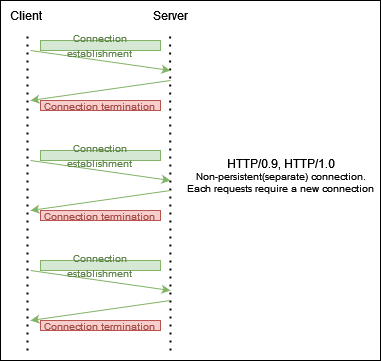 Client
Server
Connection
establishment
Connection termination
Connection
establishment
Connection termination
HTTP/0.9, HTTP/1.0
Non-persistent(separate) connection.
Each requests require a new connection
Connection
establishment
Connection termination